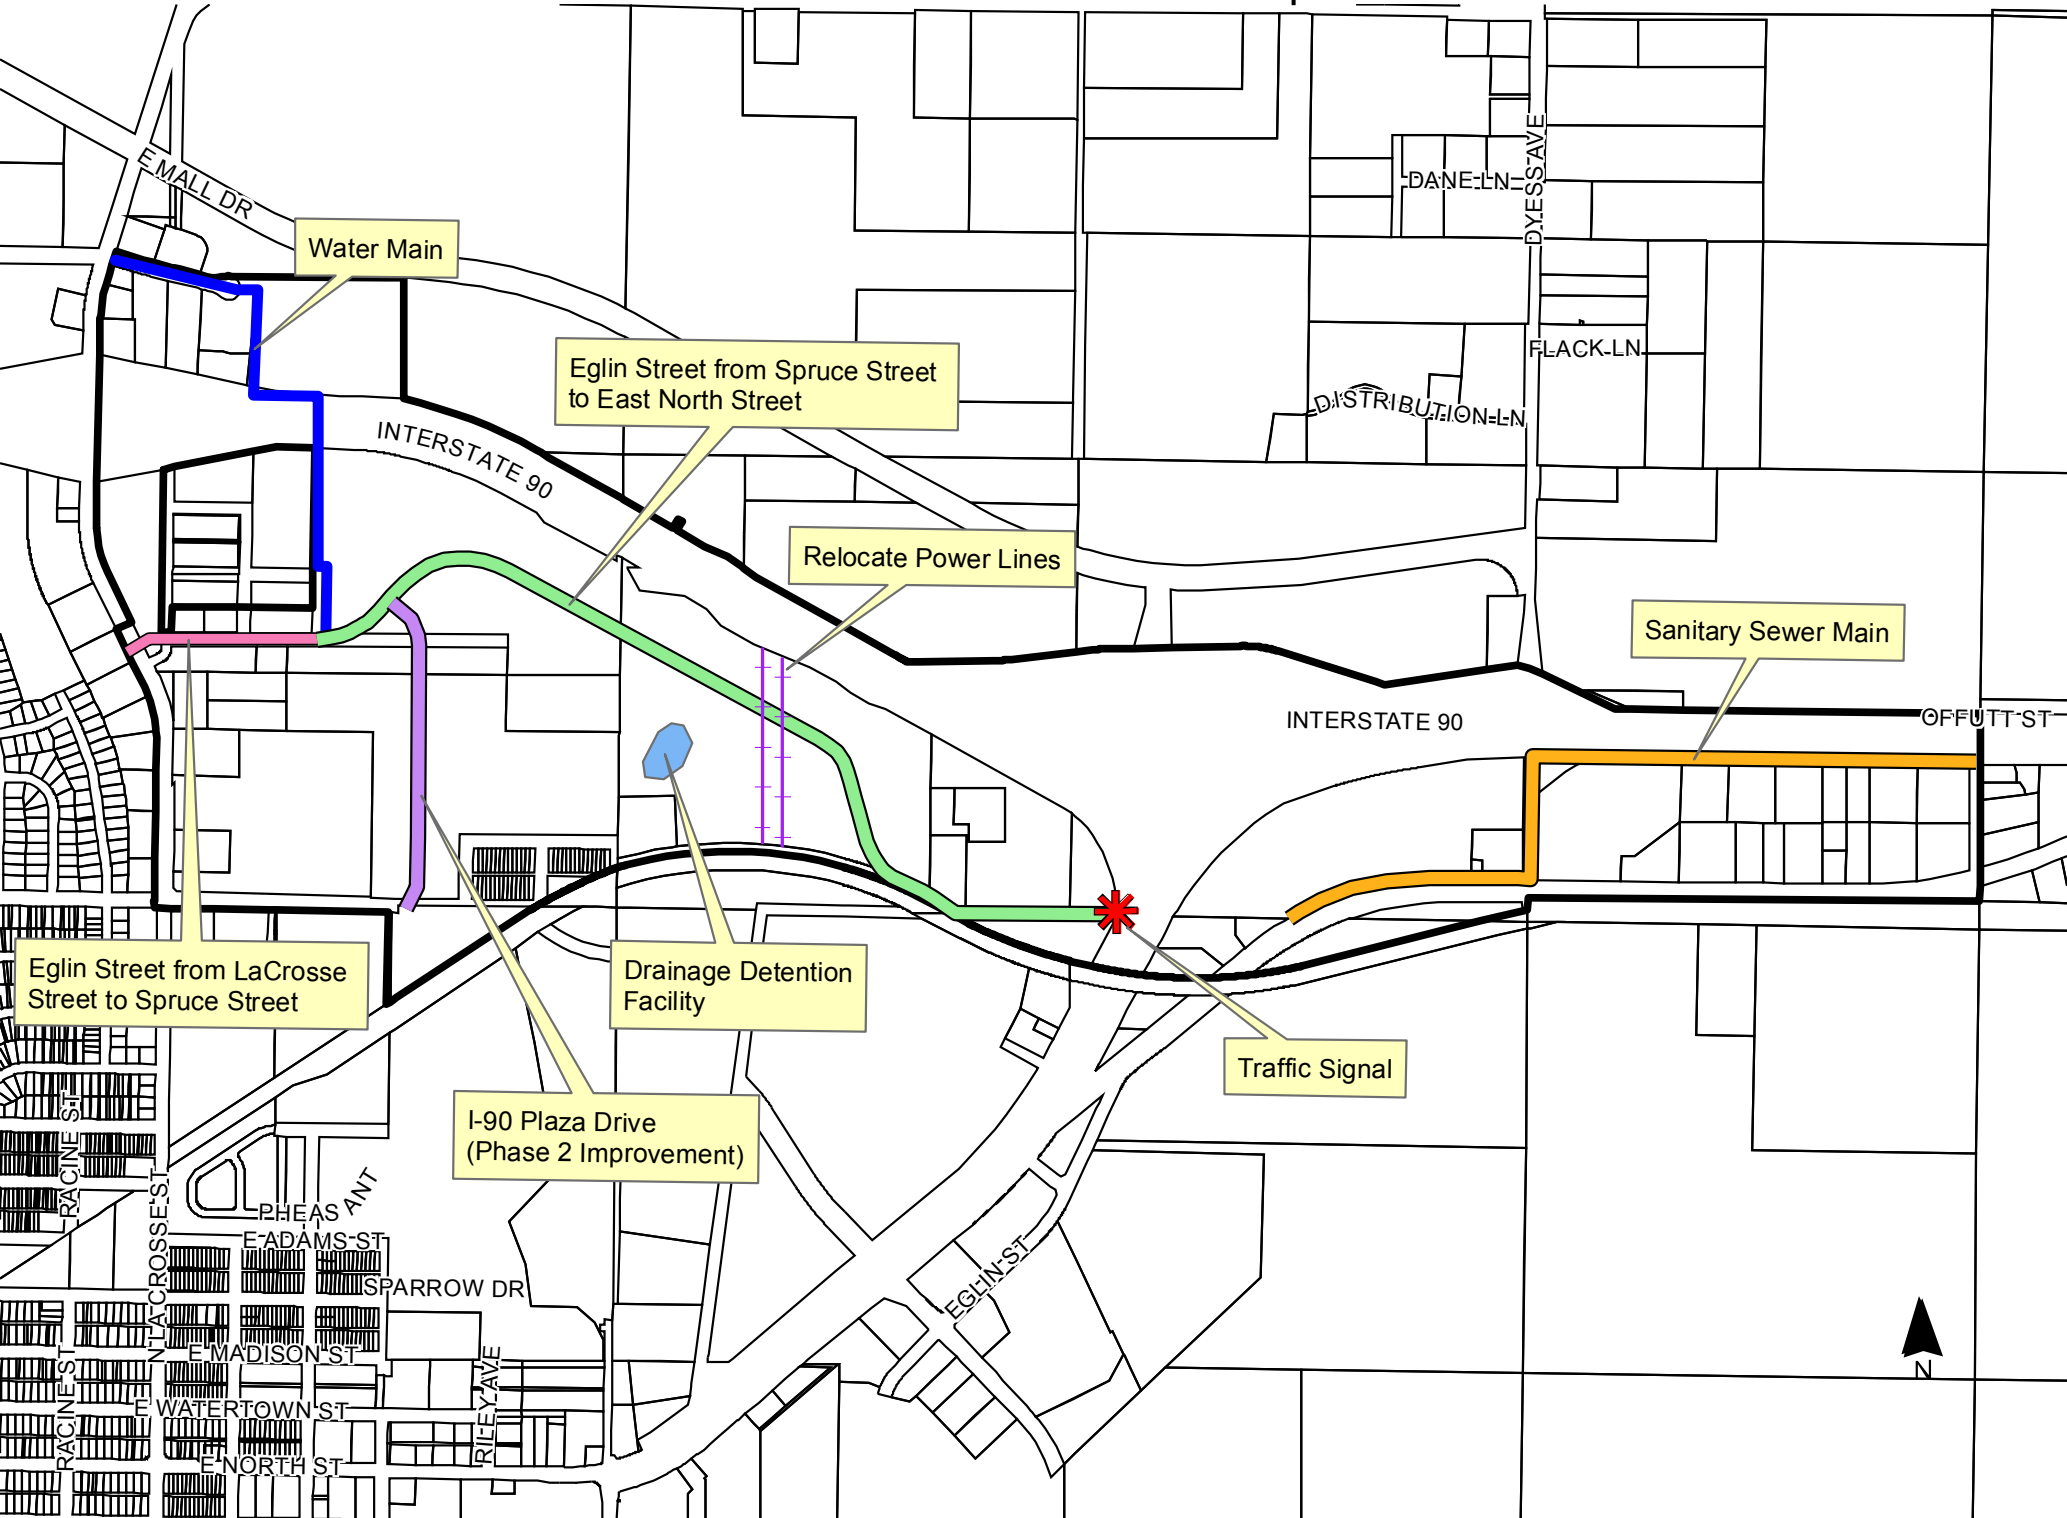 E MALL DR
DANE LN
DYESS AVE
Water Main
FLACK LN
Eglin Street from Spruce Street
to East North Street
DISTRIBUTION LN
INTERSTATE 90
Relocate Power Lines
Sanitary Sewer Main
INTERSTATE 90
OFFUTT ST
Eglin Street from LaCrosse
Street to Spruce Street
Drainage Detention
Facility
Traffic Signal
I-90 Plaza Drive
(Phase 2 Improvement)
RACINE ST
N LACROSSE ST
PHEASANT
E ADAMS ST
SPARROW DR
EGLIN ST
E MADISON ST
RACINE ST
RILEY AVE
E WATERTOWN ST
E NORTH ST
N